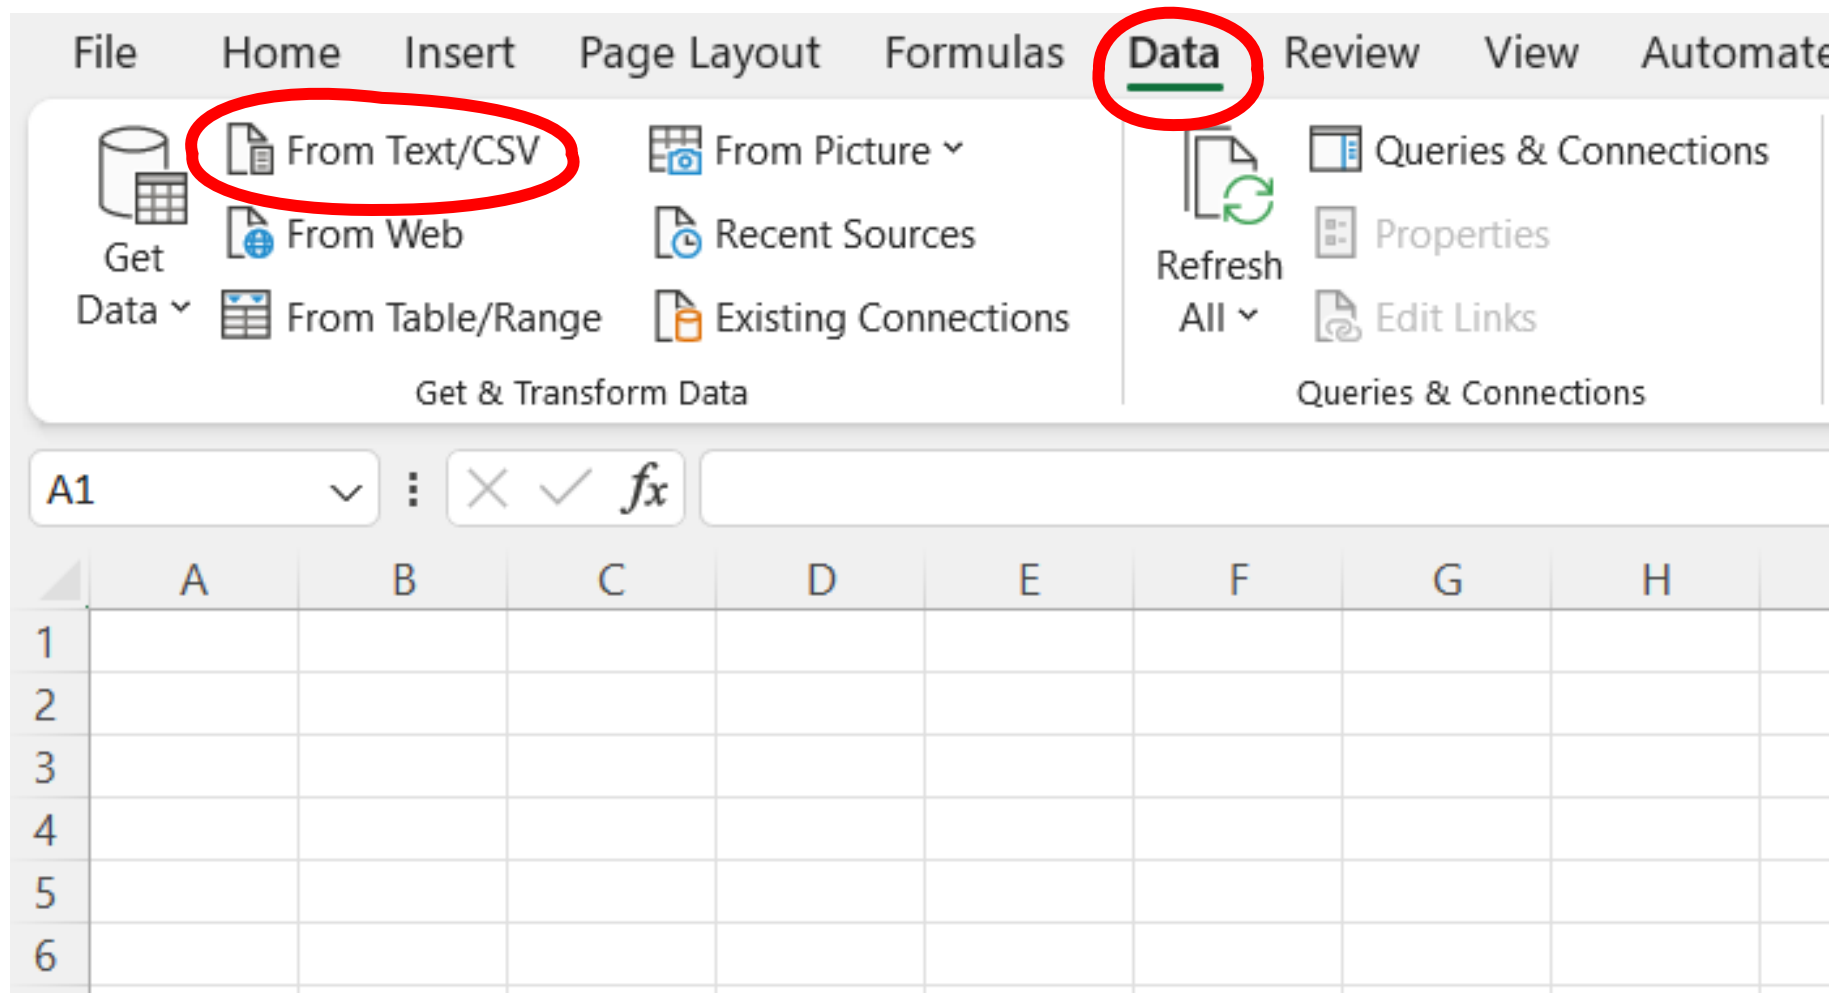 File Home Insert Page Layout Formulas Data Review View Automate
From Text/CSV From Picture Queries & Connections
From Web Recent Sources Properties
Get Data From Table/Range Existing Connections Refresh All Edit Links
Get & Transform Data Queries & Connections
A1 fx
A B C D E F G H
1
2
3
4
5
6